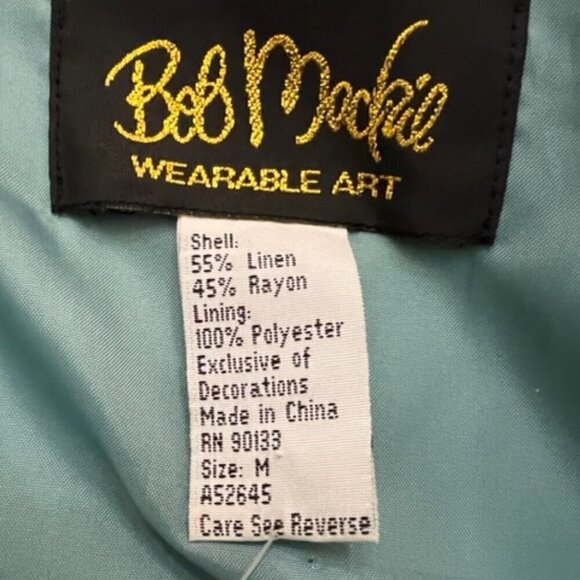 Bob Mackie
WEARABLE ART
Shell:
55% Linen
45% Rayon
Lining:
100% Polyester
Exclusive of
Decorations
Made in China
RN 90133
Size: M
A52645
Care See Reverse